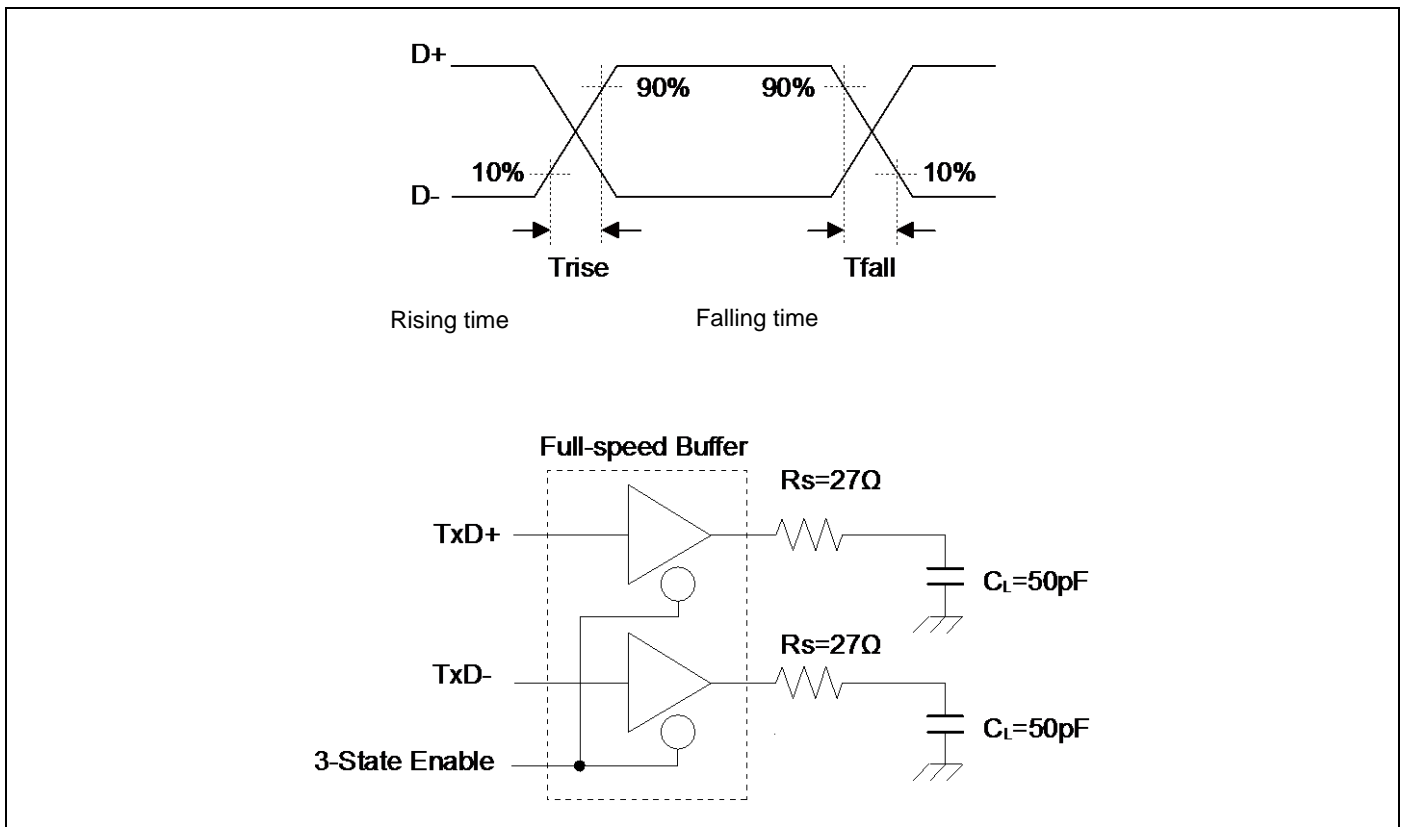 D+
90%
90%
10%
10%
D-
Trise
Tfall
Rising time
Falling time
Full-speed Buffer
Rs=27Ω
TxD+
CL=50pF
Rs=27Ω
TxD-
CL=50pF
3-State Enable